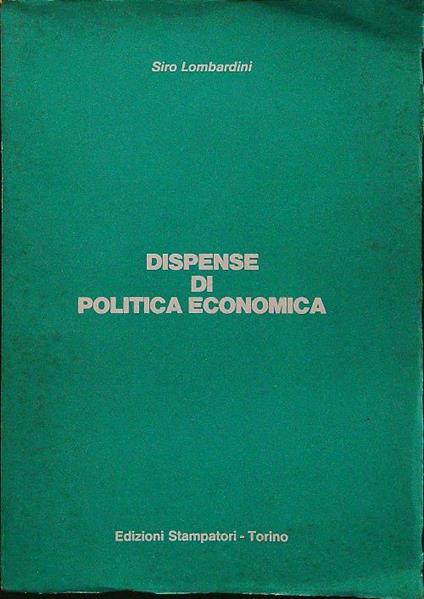 Siro Lombardini
DISPENSE
DI
POLITICA ECONOMICA
Edizioni Stampatori - Torino